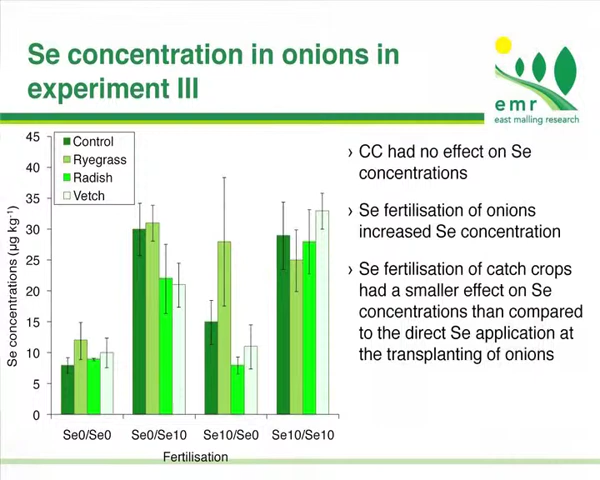 Se concentration in onions in
experiment III
emr
east malling research
Se concentrations (µg kg-1)
45
40
35
30
25
20
15
10
5
0
Control
Ryegrass
Radish
Vetch
Se0/Se0
Se0/Se10
Se10/Se0
Se10/Se10
Fertilisation
› CC had no effect on Se
concentrations
› Se fertilisation of onions
increased Se concentration
› Se fertilisation of catch crops
had a smaller effect on Se
concentrations than compared
to the direct Se application at
the transplanting of onions